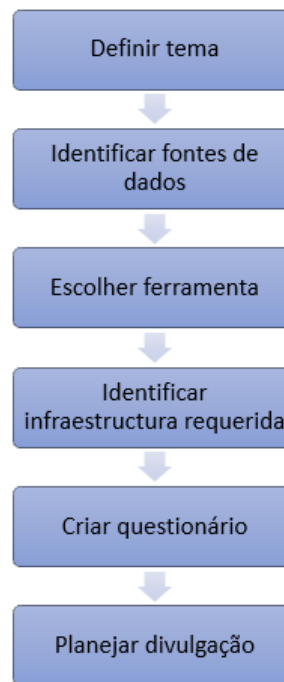 Definir tema
Identificar fontes de
dados
Escolher ferramenta
Identificar
infraestructura requerida
Criar questionário
Planejar divulgação